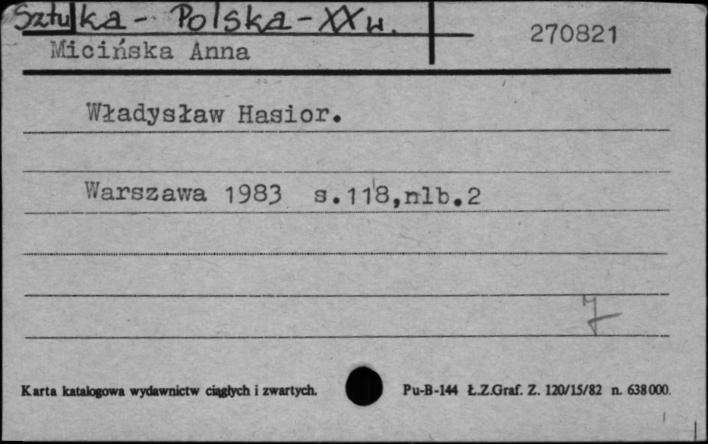 Sztuka - Polska - XX w.
270821
Micińska Anna
Władysław Hasior.
Warszawa 1983 s.118,nlb.2
Karta katalogowa wydawnictw ciągłych i zwartych.
Pu-B-144 Ł.Z.Graf. Z. 120/15/82 n. 638000.